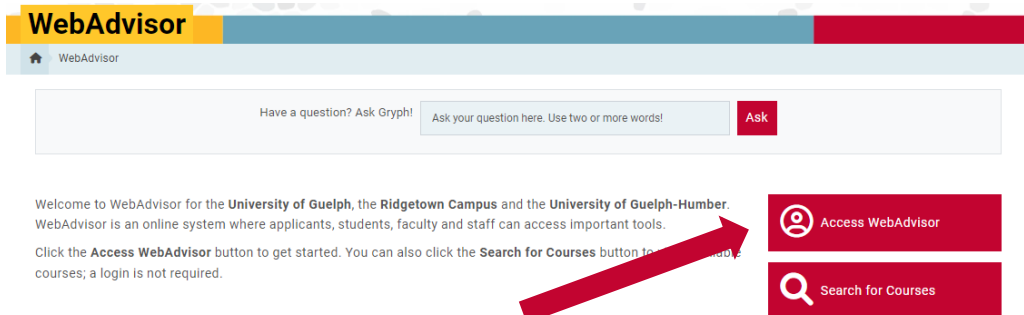 WebAdvisor
WebAdvisor
Have a question? Ask Gryph!
Ask your question here. Use two or more words!
Ask
Welcome to WebAdvisor for the University of Guelph, the Ridgetown Campus and the University of Guelph-Humber.
WebAdvisor is an online system where applicants, students, faculty and staff can access important tools.
Click the Access WebAdvisor button to get started. You can also click the Search for Courses button to
courses; a login is not required.
Access WebAdvisor
Search for Courses